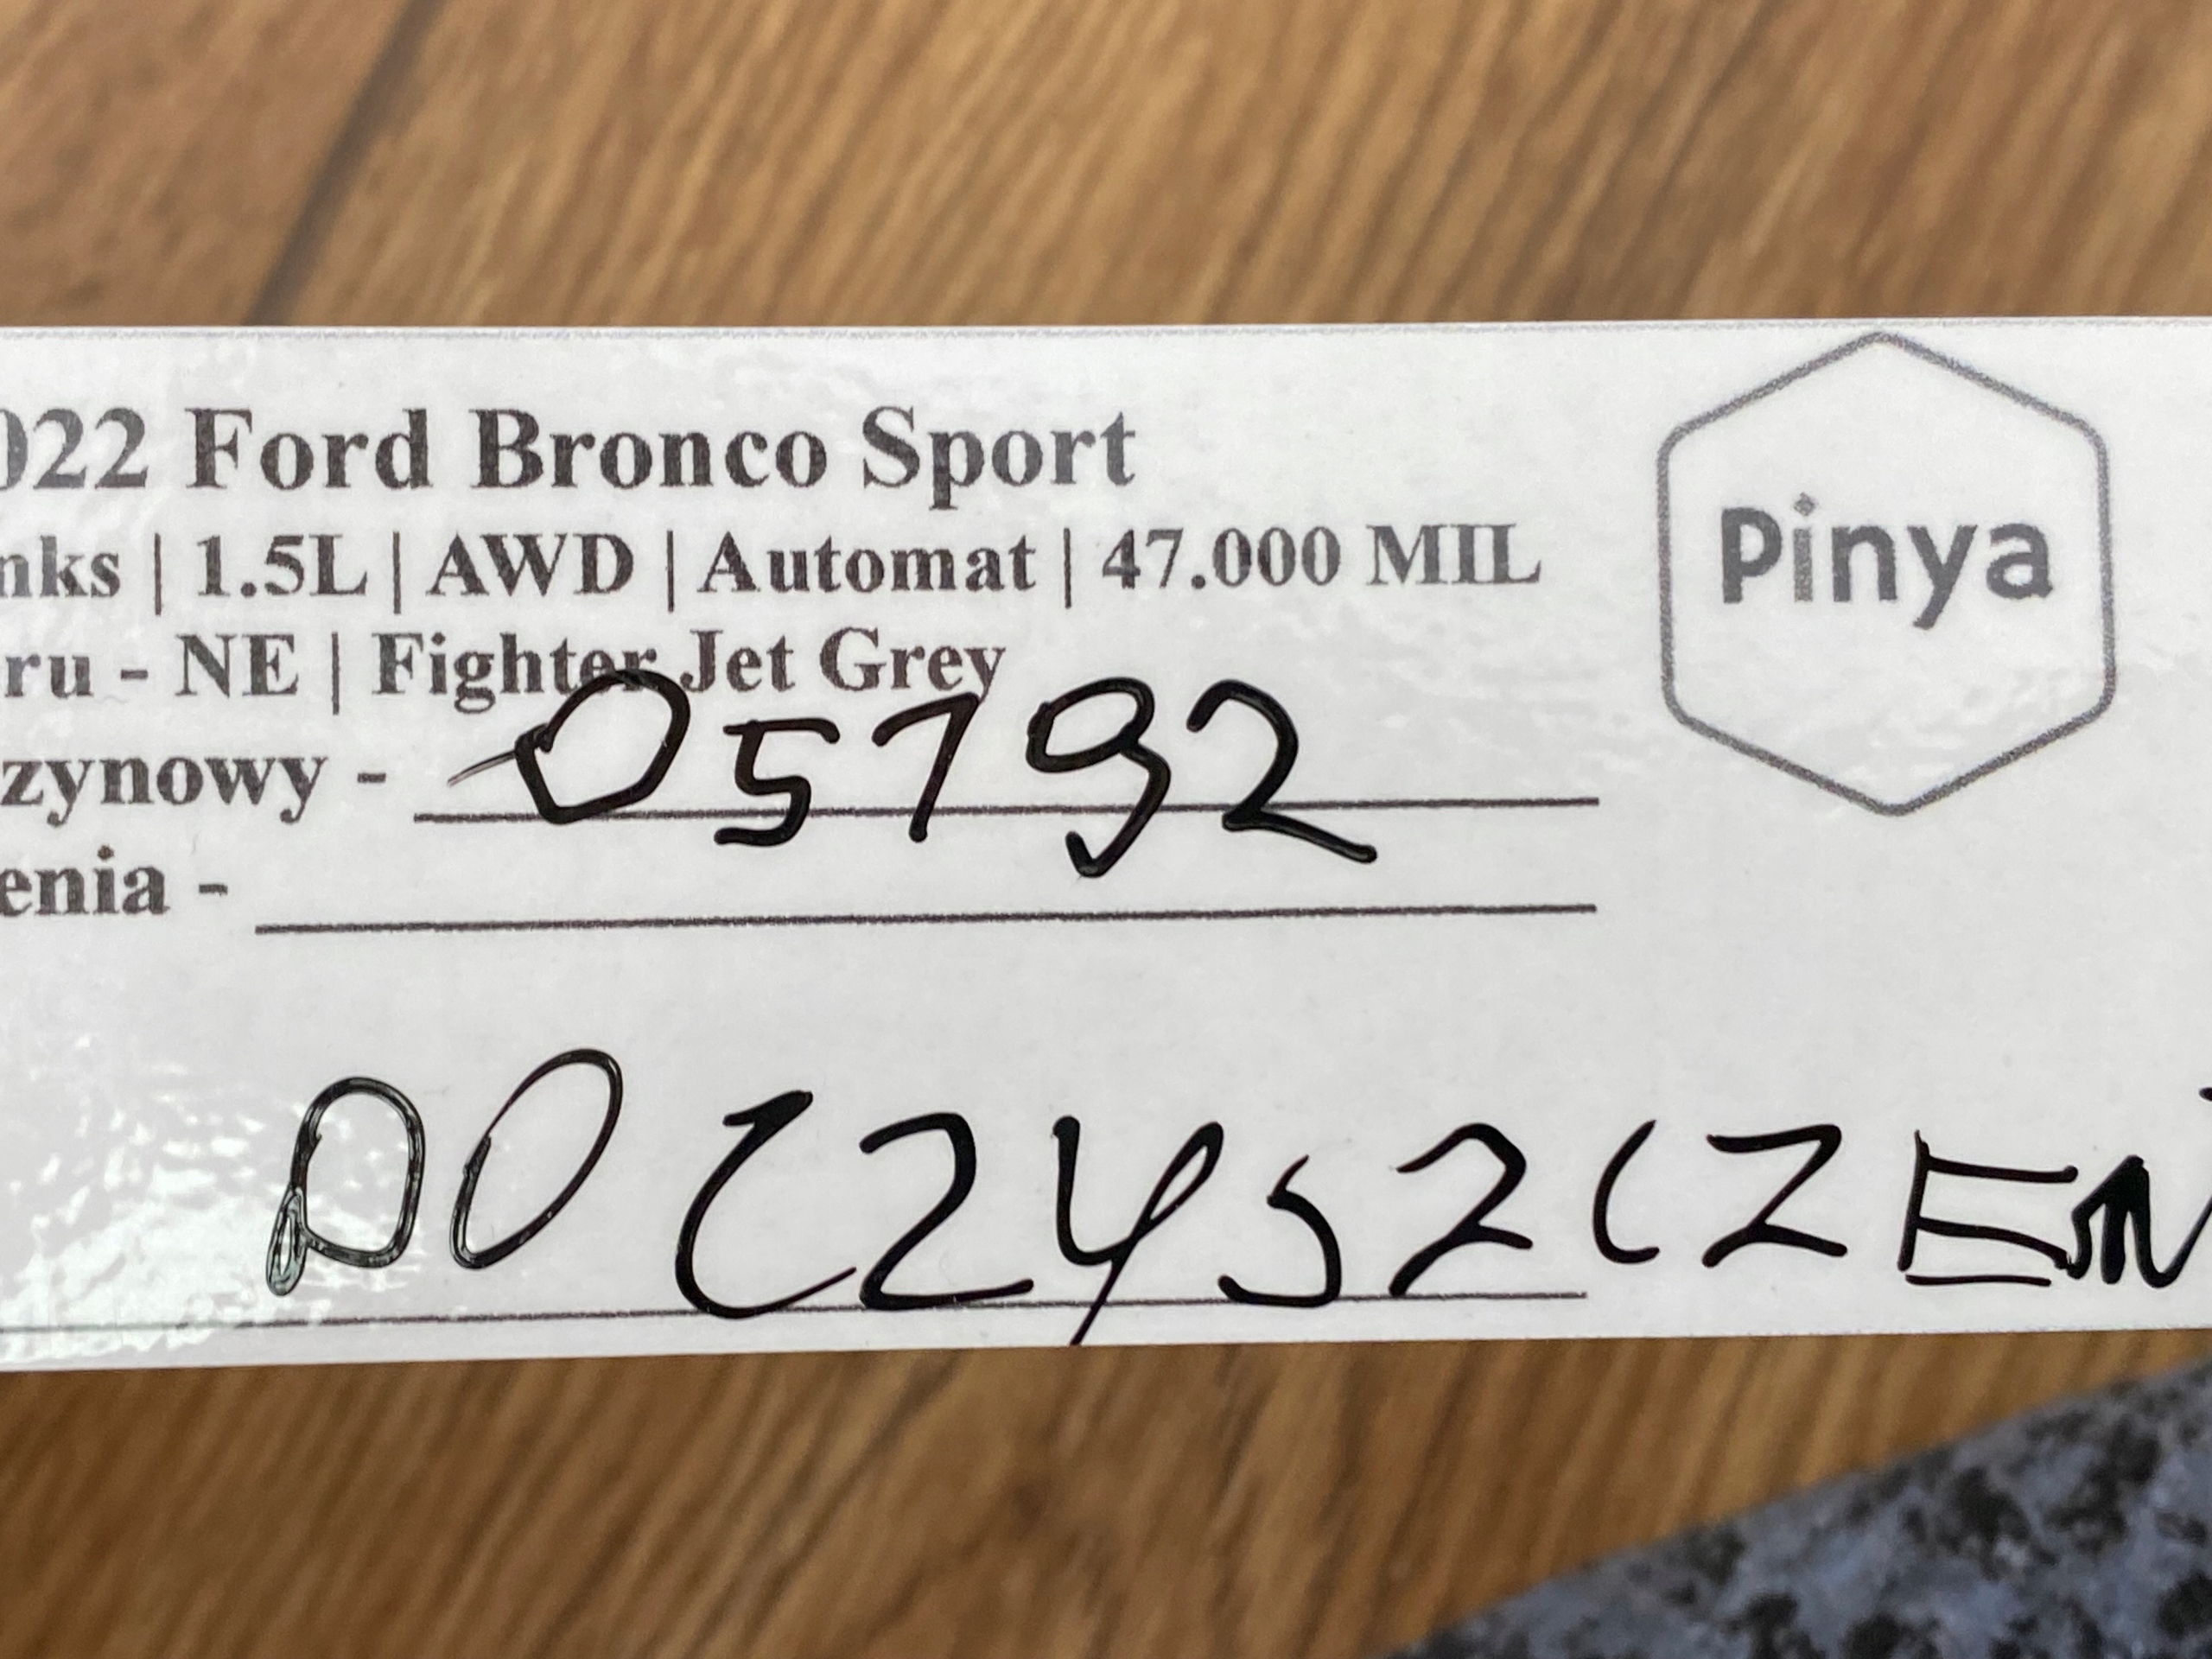 022 Ford Bronco Sport
nks | 1.5L | AWD | Automat | 47.000 MIL
ru - NE | Fighter Jet Grey
zynowy - 05792
enia -
DO CZYSZCZEN
Pinya